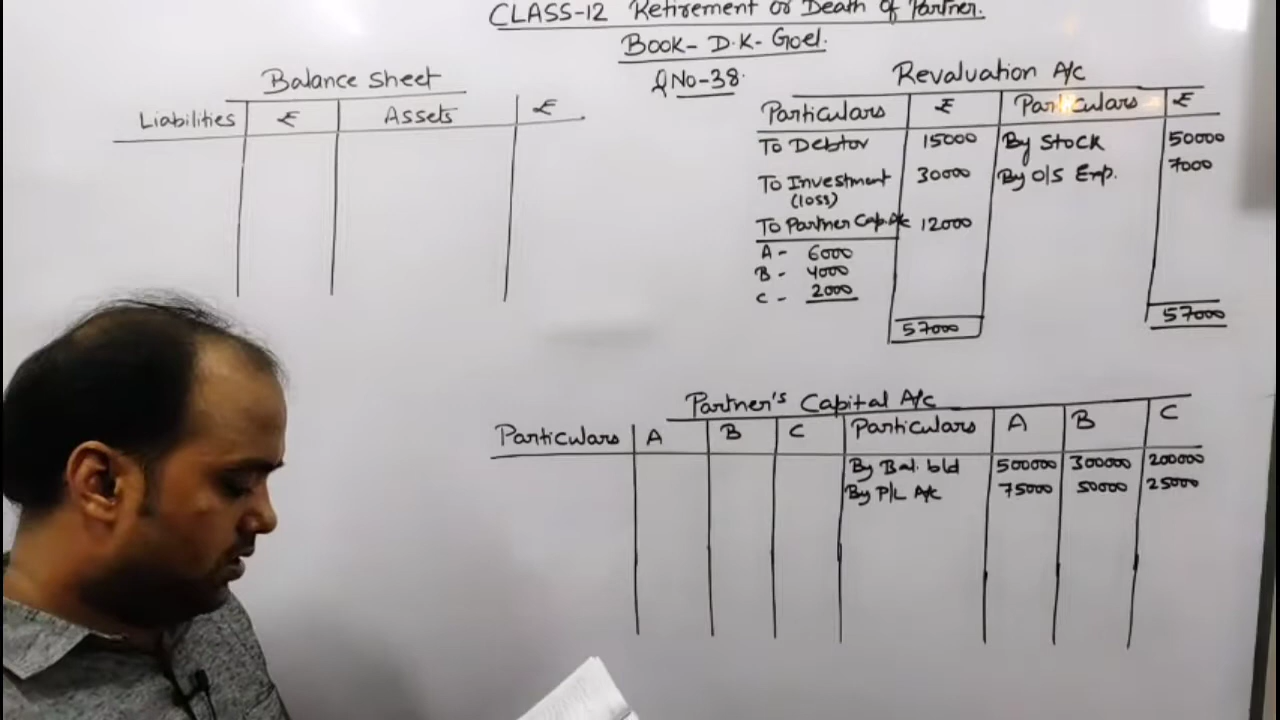 CLASS-12 Retirement or Death of Partner.
Book- D.K- Goel.
QNo-38.
Balance Sheet
Liabilities ₹ Assets ₹
Revaluation A/c
Particulars ₹ Particulars ₹
To Debtor 15000 By Stock 50000
To Investment 30000 By O/S Exp. 7000
(loss)
To Partner Cap. A/c 12000
A - 6000
B - 4000
C - 2000
57000 57000
Partner's Capital A/c
Particulars A B C Particulars A B C
By Bal. b/d 500000 300000 200000
By P/L A/c 75000 50000 25000